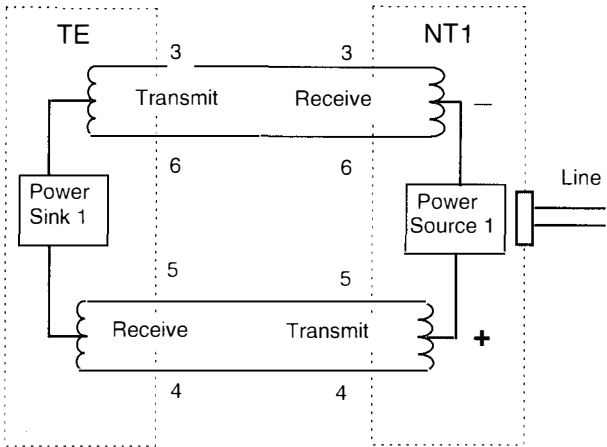 TE
NT1
3 3
Transmit Receive
–
6 6
Line
Power
Sink 1
Power
Source 1
5 5
Receive Transmit
+
4 4